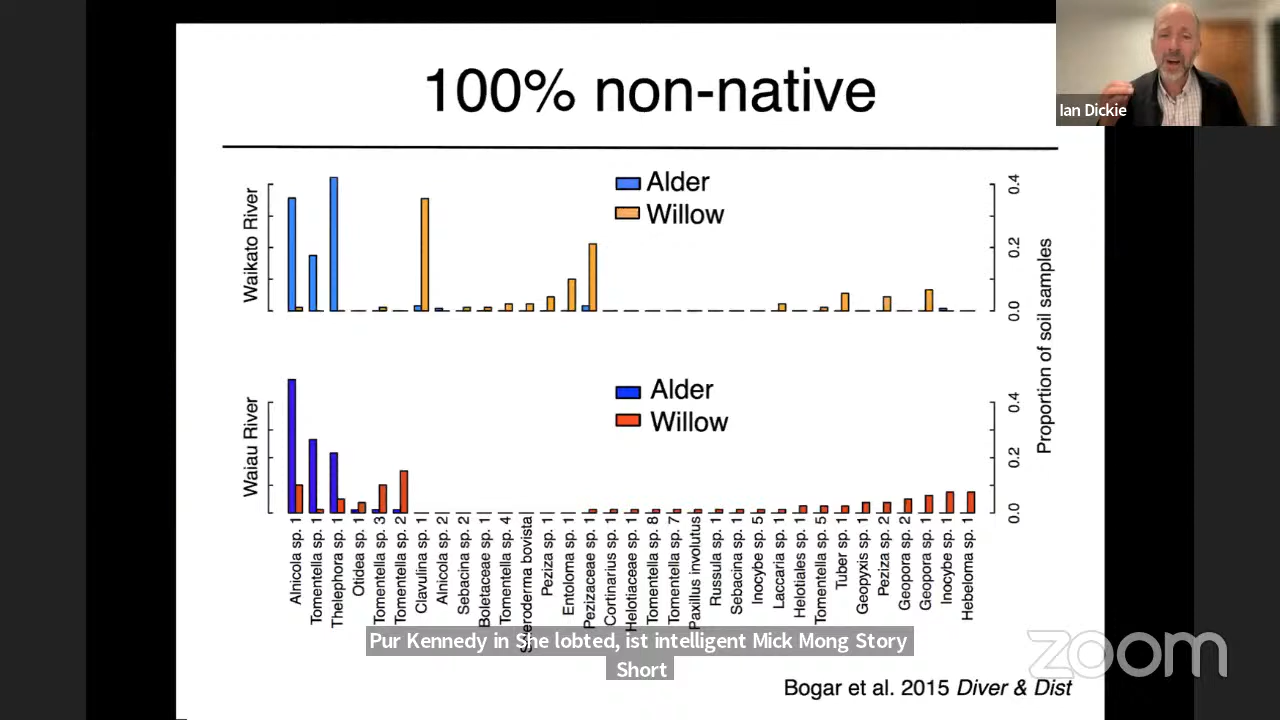 100% non-native
Ian Dickie
Alder
Willow
Waikato River
0.4
0.2
0.0
Alder
Willow
Waiau River
0.4
0.2
0.0
Proportion of soil samples
Alnicola sp. 1
Tomentella sp. 1
Thelephora sp. 1
Otidea sp. 1
Tomentella sp. 3
Tomentella sp. 2
Clavulina sp. 1
Alnicola sp. 2
Sebacina sp. 2
Boletaceae sp. 1
Tomentella sp. 4
Scleroderma bovista
Peziza sp. 1
Entoloma sp. 1
Pezizaceae sp. 1
Cortinarius sp. 1
Helotiaceae sp. 1
Tomentella sp. 8
Tomentella sp. 7
Paxillus involutus
Russula sp. 1
Sebacina sp. 1
Inocybe sp. 5
Laccaria sp. 1
Helotiales sp. 1
Tomentella sp. 5
Tuber sp. 1
Geopyxis sp. 1
Peziza sp. 2
Geopora sp. 2
Geopora sp. 1
Inocybe sp. 1
Hebeloma sp. 1
Pur Kennedy in She lobted, ist intelligent Mick Mong Story
Short
zoom
Bogar et al. 2015 Diver & Dist